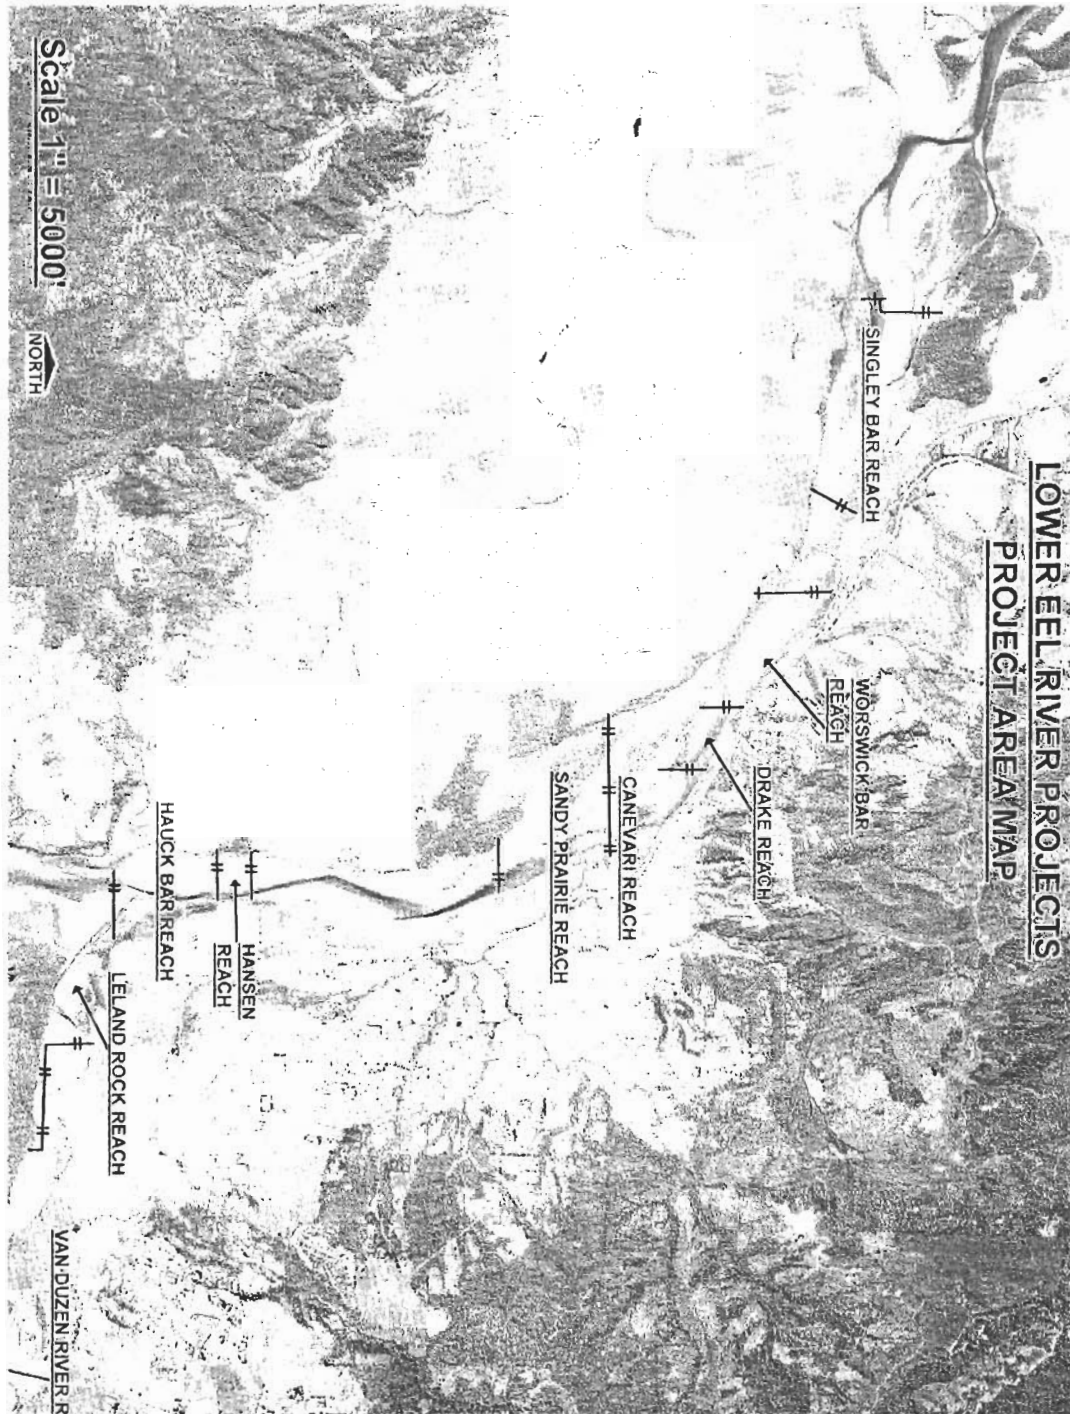 LOWER EEL RIVER PROJECTS
PROJECT AREA MAP
SINGLEY BAR REACH
WORSWICK BAR
REACH
DRAKE REACH
CANEVARI REACH
SANDY PRAIRIE REACH
HANSEN
REACH
HAUCK BAR REACH
LELAND ROCK REACH
VAN DUZEN RIVER R
Scale 1" = 5000'
NORTH